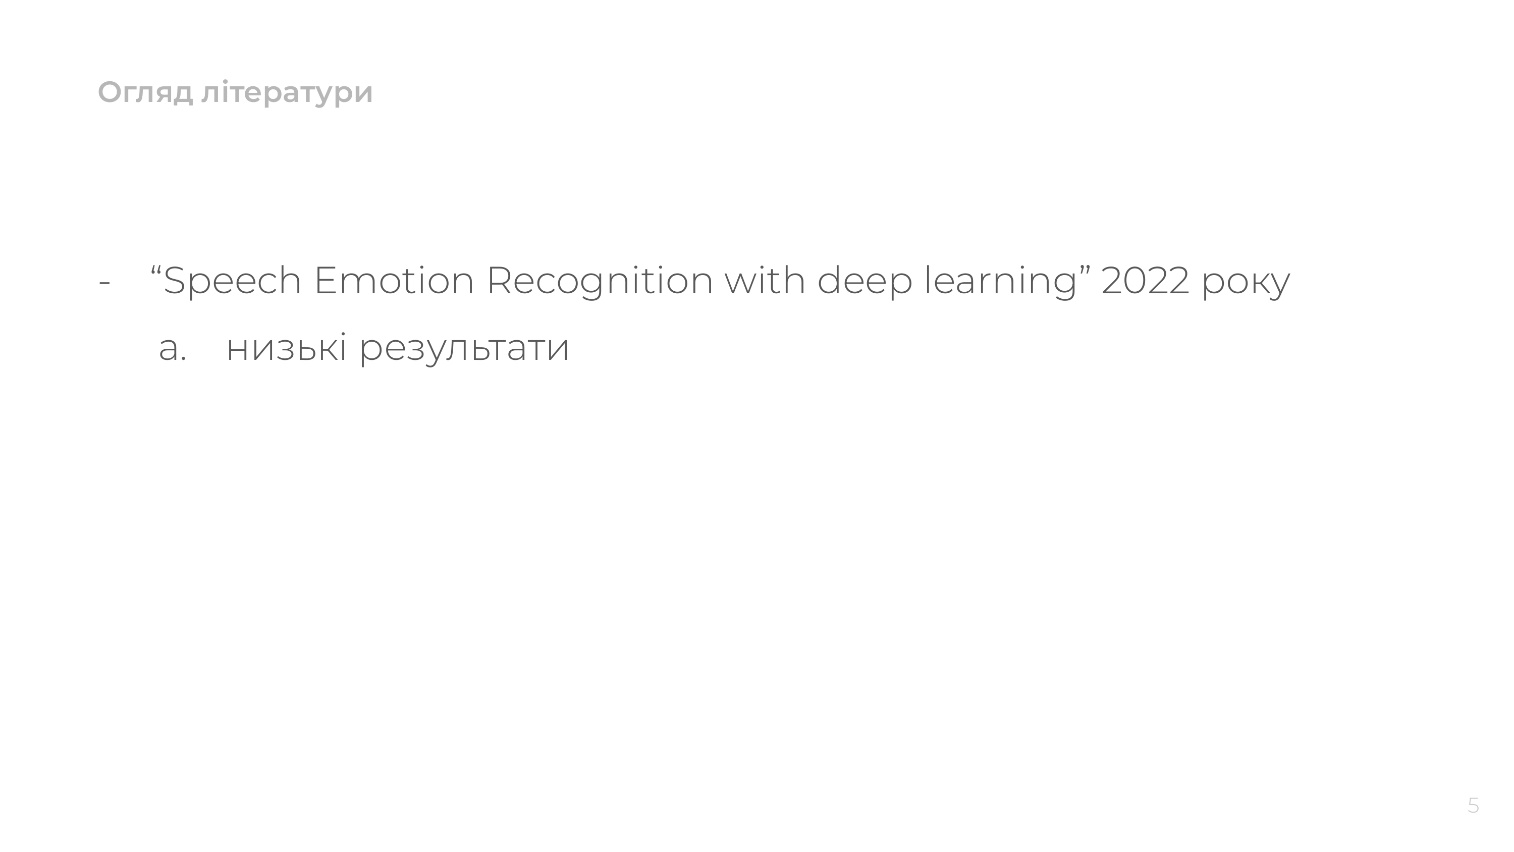 Огляд літератури
- “Speech Emotion Recognition with deep learning” 2022 року
a. низькі результати
5